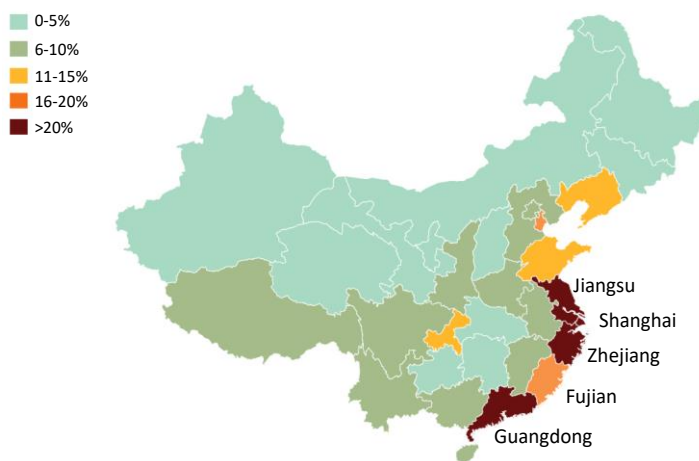 0-5%
6-10%
11-15%
16-20%
>20%
Jiangsu
Shanghai
Zhejiang
Fujian
Guangdong